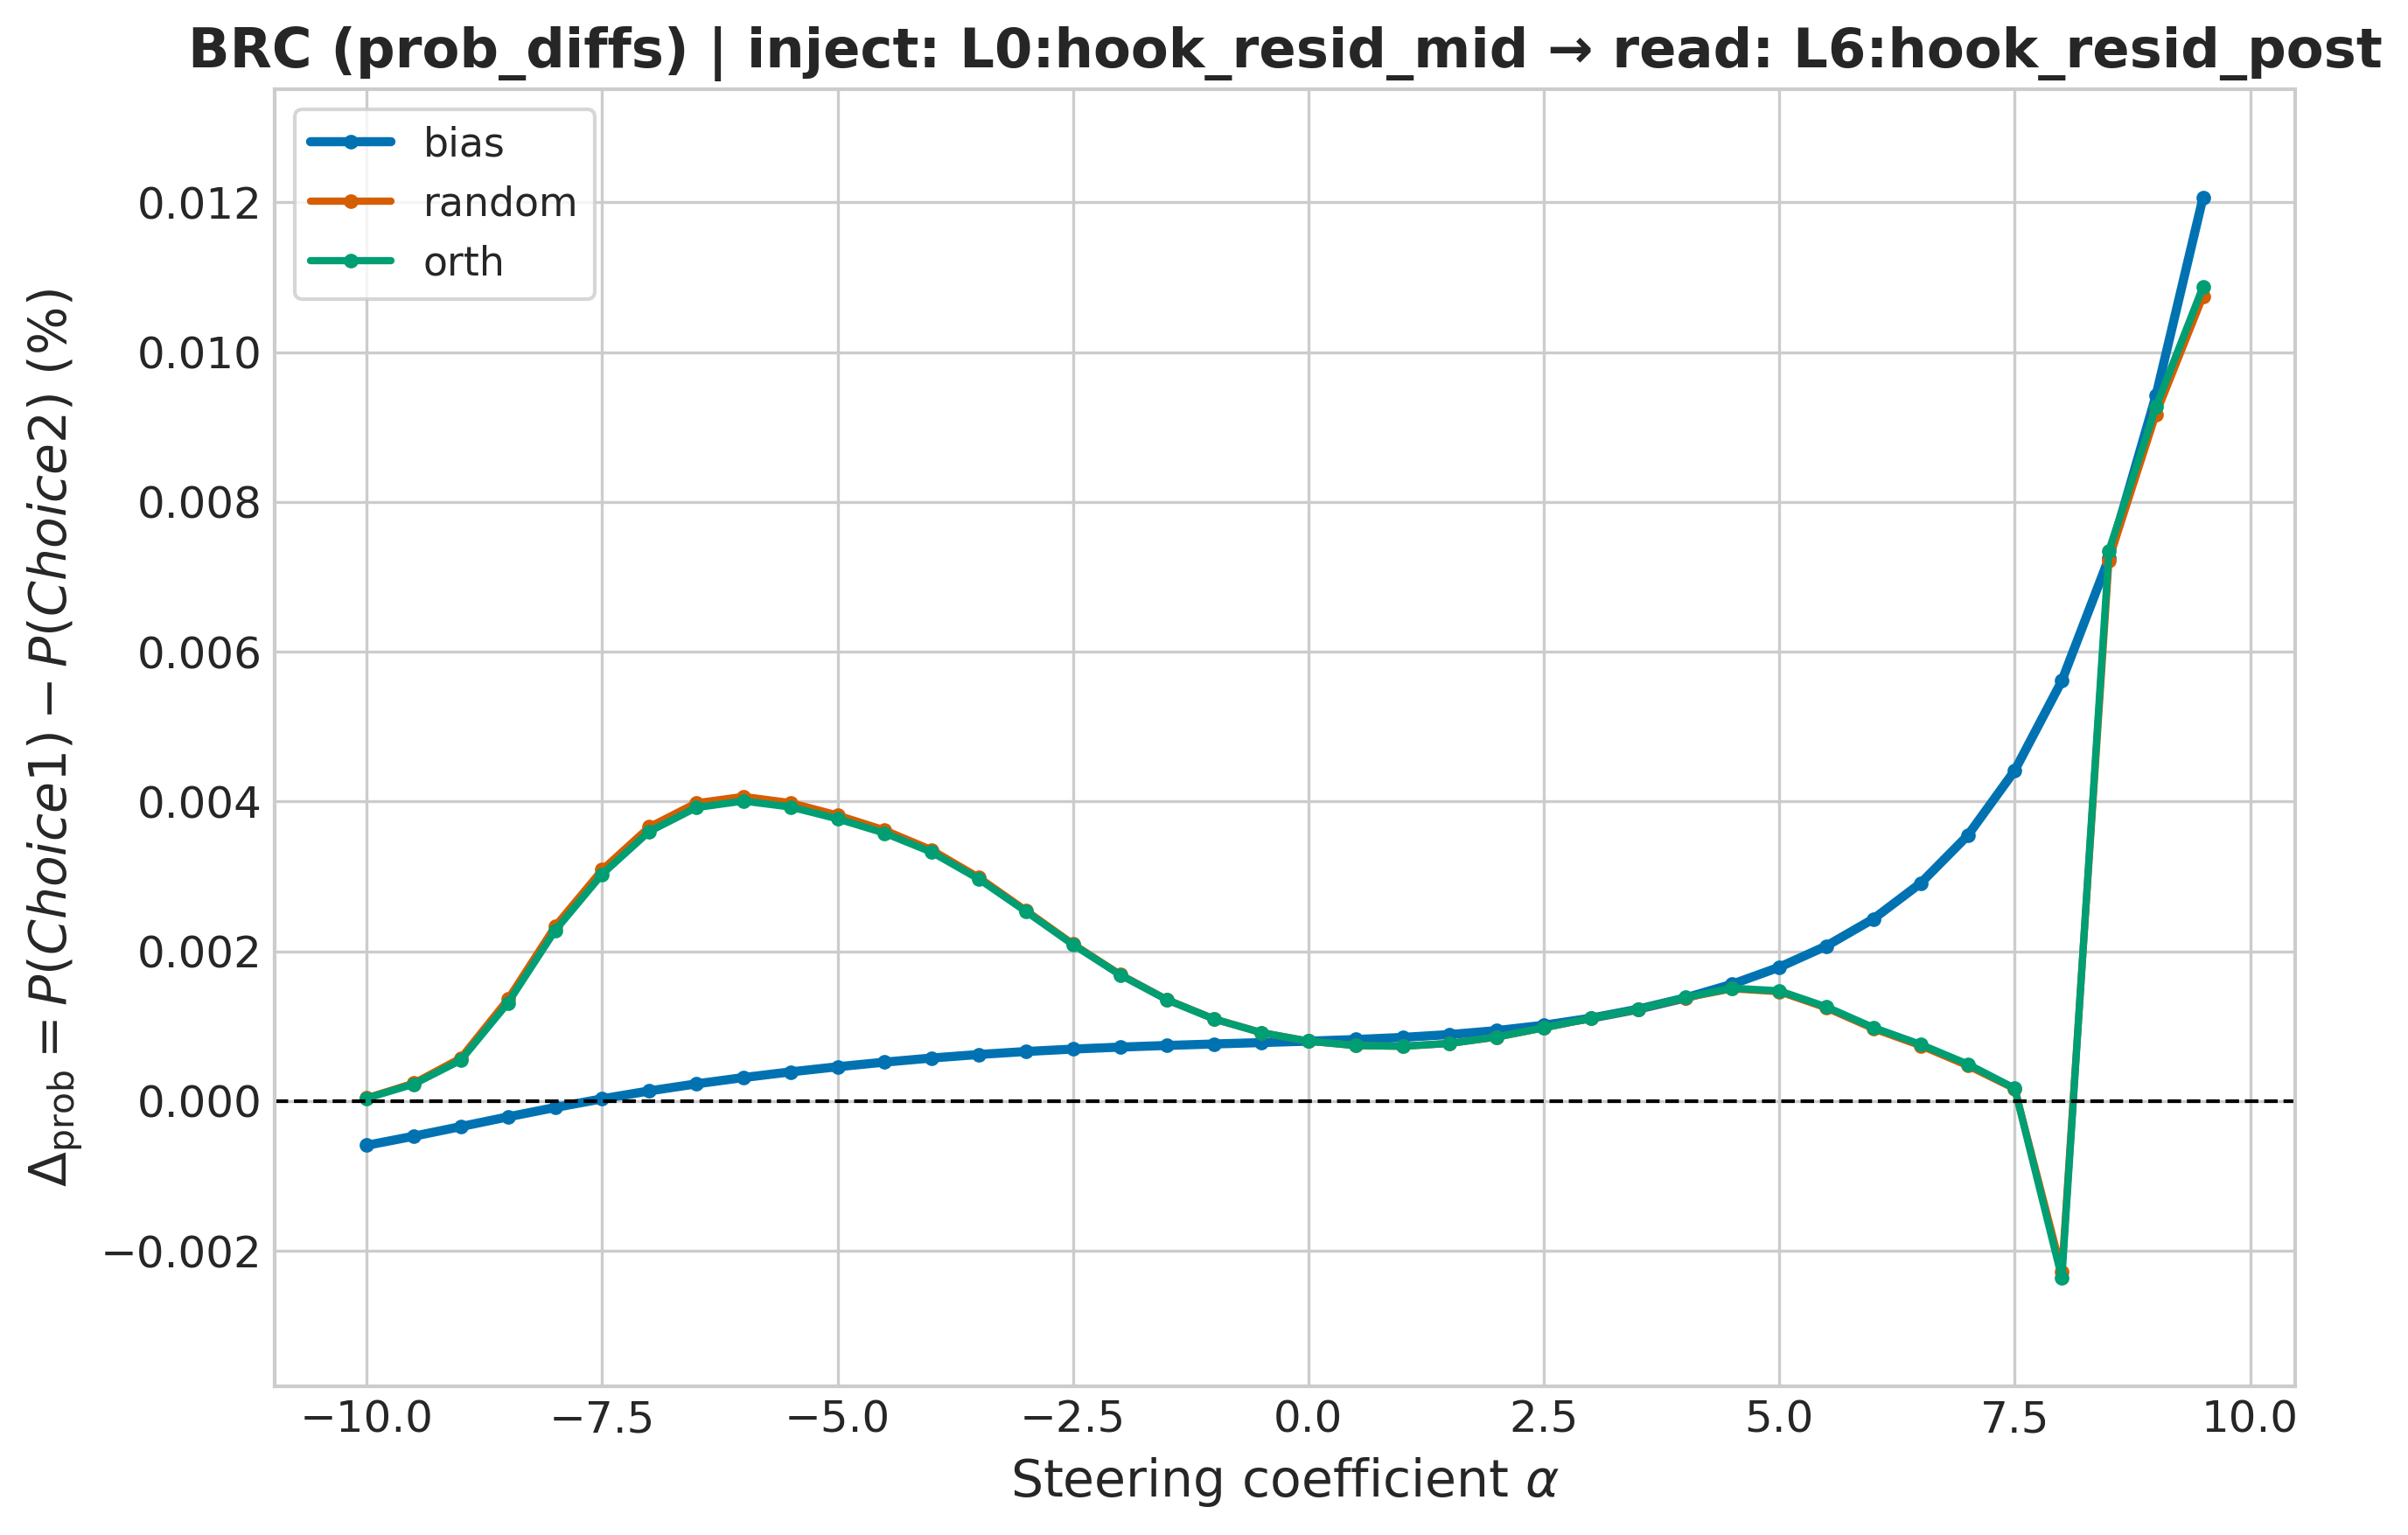 BRC (prob_diffs) | inject: L0:hook_resid_mid → read: L6:hook_resid_post
bias
random
orth
0.012
0.010
0.008
0.006
0.004
0.002
0.000
−0.002
Δprob = P(Choice1) − P(Choice2) (%)
−10.0 −7.5 −5.0 −2.5 0.0 2.5 5.0 7.5 10.0
Steering coefficient α